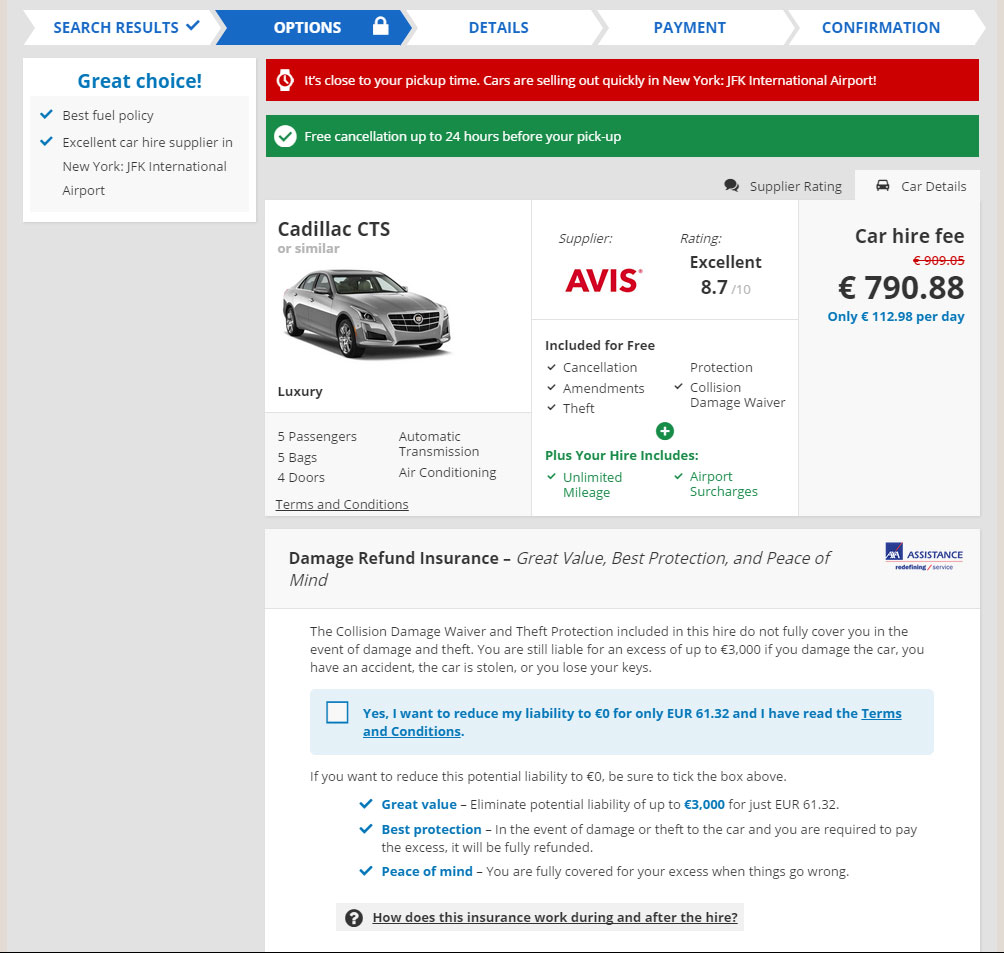 SEARCH RESULTS
OPTIONS
DETAILS
PAYMENT
CONFIRMATION
Great choice!
Best fuel policy
Excellent car hire supplier in
New York: JFK International
Airport
It's close to your pickup time. Cars are selling out quickly in New York: JFK International Airport!
Free cancellation up to 24 hours before your pick-up
Supplier Rating
Car Details
Cadillac CTS
or similar
Luxury
5 Passengers
5 Bags
4 Doors
Automatic
Transmission
Air Conditioning
Terms and Conditions
Supplier:
AVIS
Rating:
Excellent
8.7 /10
Included for Free
Cancellation
Amendments
Theft
Protection
Collision
Damage Waiver
Plus Your Hire Includes:
Unlimited
Mileage
Airport
Surcharges
Car hire fee
€ 909.05
€ 790.88
Only € 112.98 per day
Damage Refund Insurance – Great Value, Best Protection, and Peace of
Mind
AXA ASSISTANCE
redefining / service
The Collision Damage Waiver and Theft Protection included in this hire do not fully cover you in the
event of damage and theft. You are still liable for an excess of up to €3,000 if you damage the car, you
have an accident, the car is stolen, or you lose your keys.
Yes, I want to reduce my liability to €0 for only EUR 61.32 and I have read the Terms
and Conditions.
If you want to reduce this potential liability to €0, be sure to tick the box above.
Great value – Eliminate potential liability of up to €3,000 for just EUR 61.32.
Best protection – In the event of damage or theft to the car and you are required to pay
the excess, it will be fully refunded.
Peace of mind – You are fully covered for your excess when things go wrong.
How does this insurance work during and after the hire?